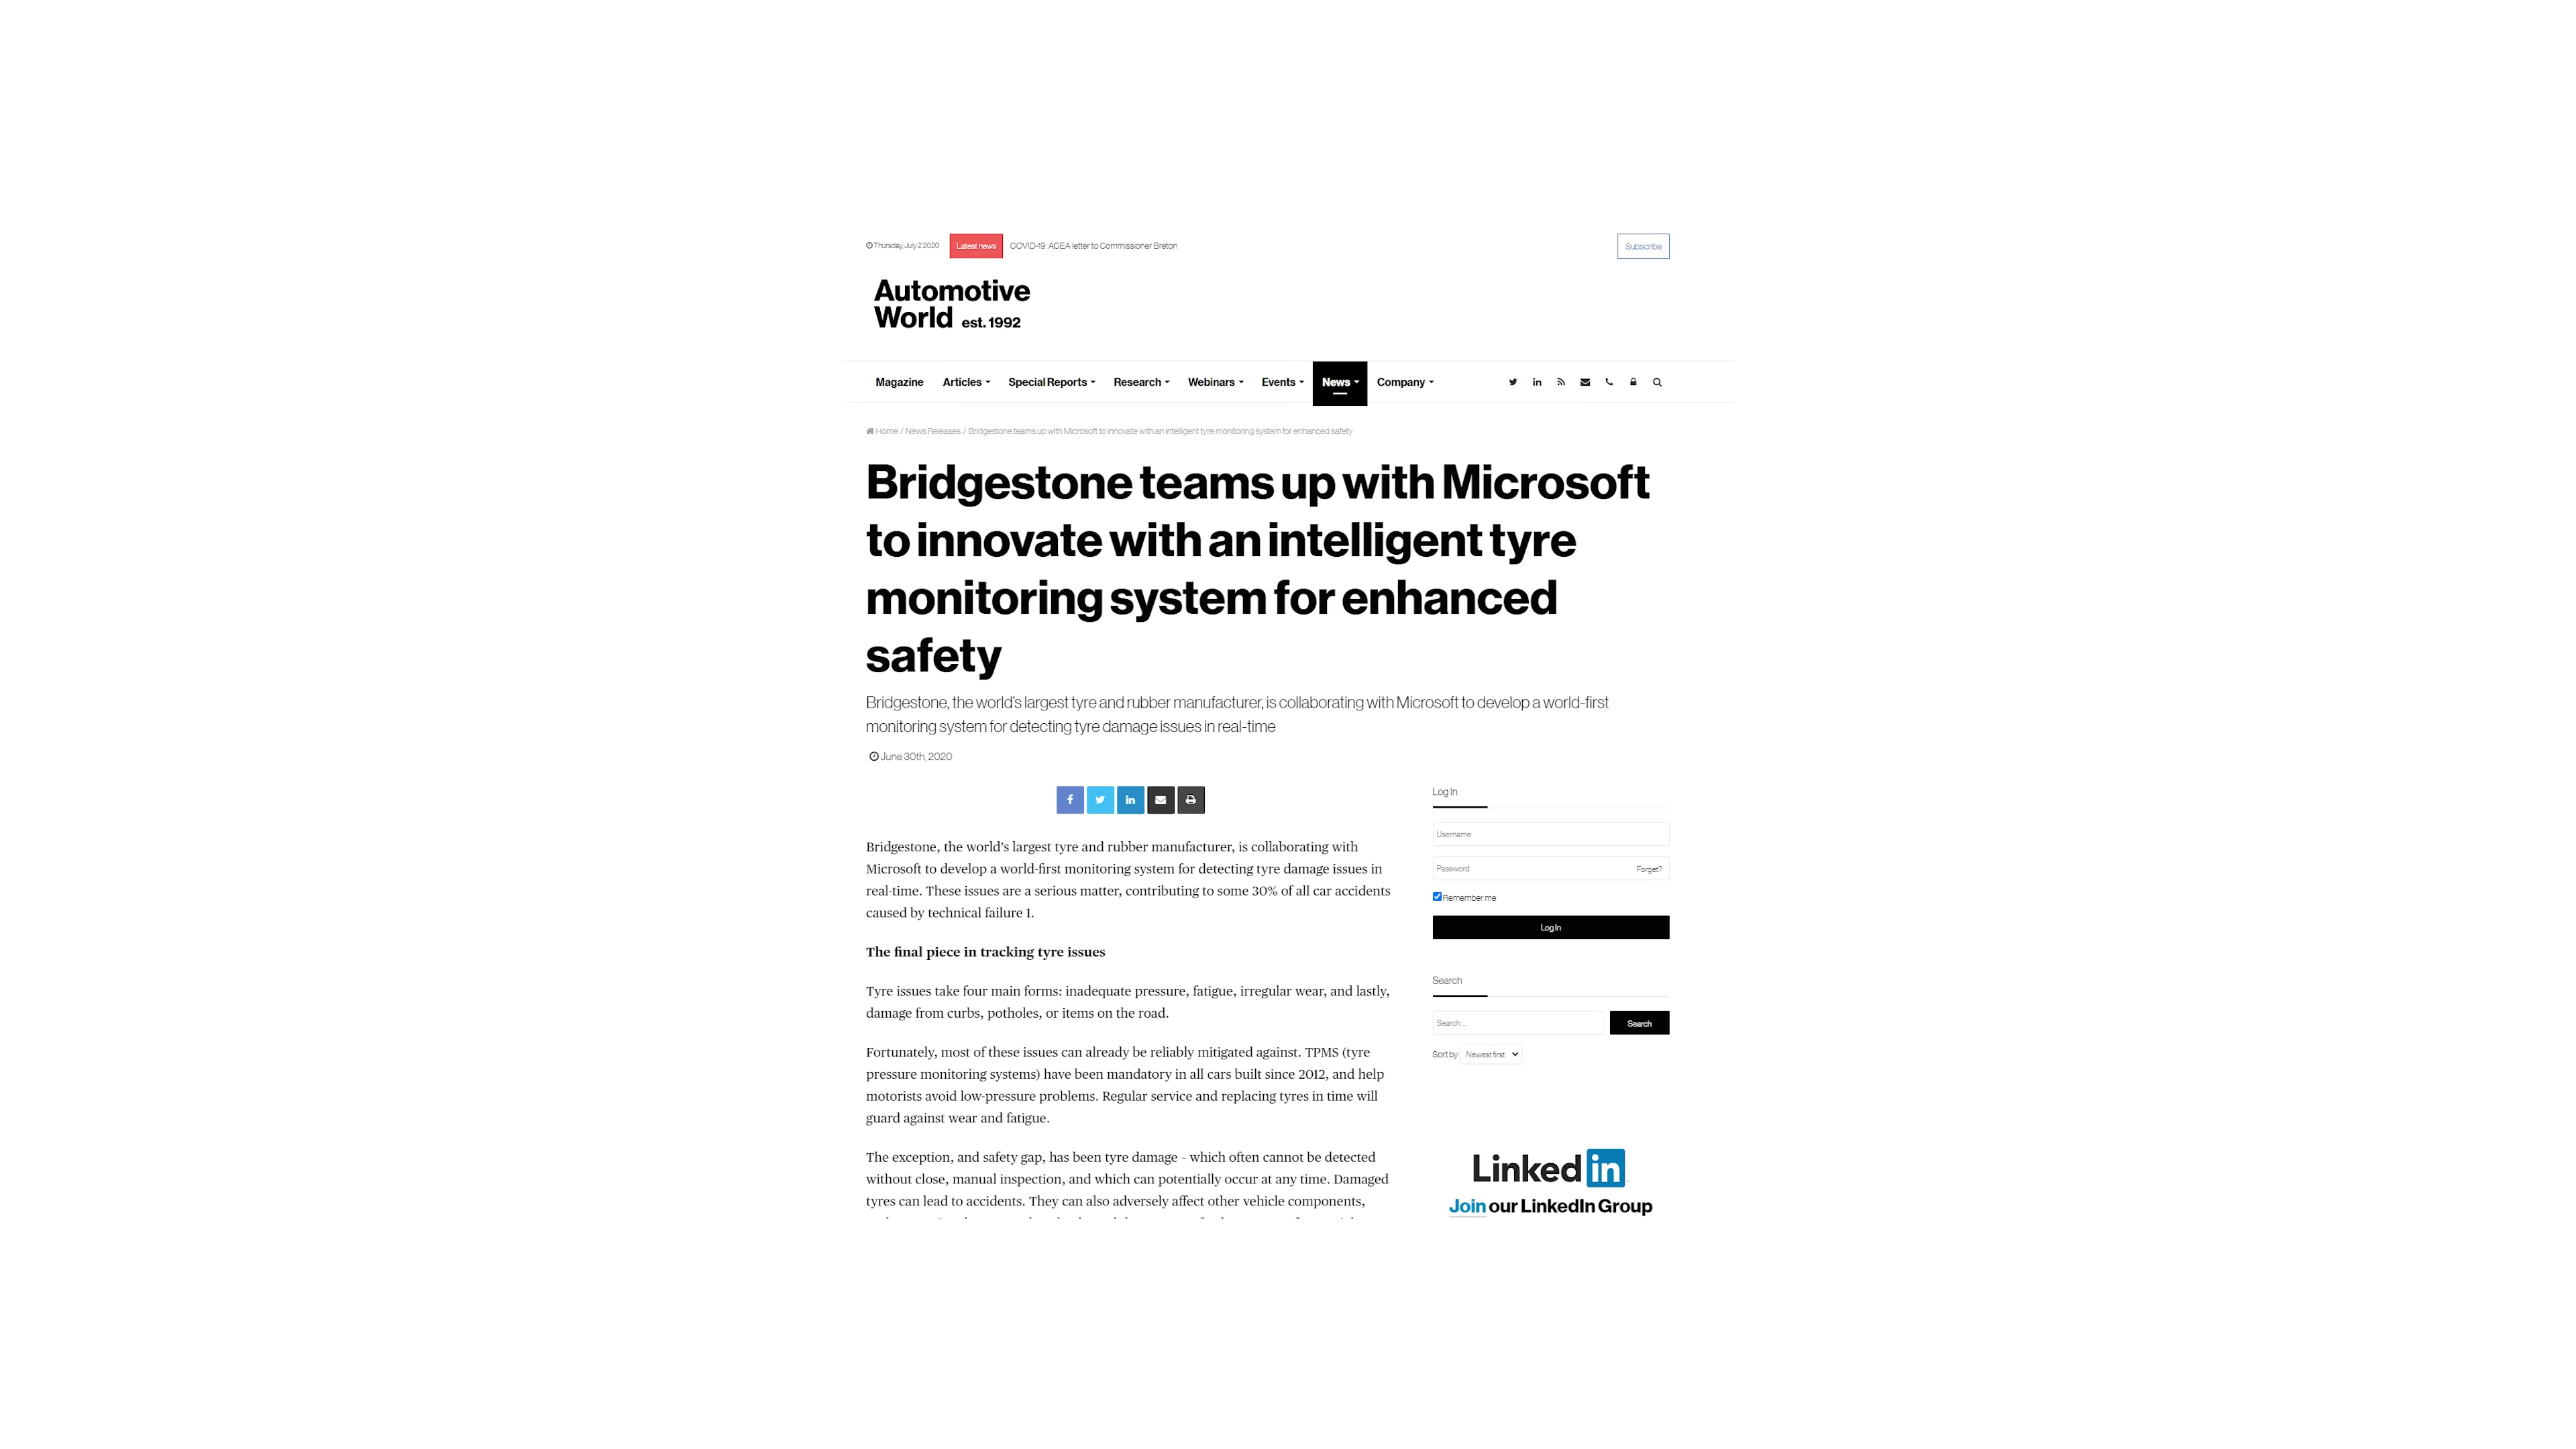 Thursday, July 2 2020 Latest news COVID-19: ACEA letter to Commissioner Breton Subscribe
Automotive
World est. 1992
Magazine Articles Special Reports Research Webinars Events News Company
Home / News Releases / Bridgestone teams up with Microsoft to innovate with an intelligent tyre monitoring system for enhanced safety
Bridgestone teams up with Microsoft
to innovate with an intelligent tyre
monitoring system for enhanced
safety
Bridgestone, the world's largest tyre and rubber manufacturer, is collaborating with Microsoft to develop a world-first
monitoring system for detecting tyre damage issues in real-time
June 30th, 2020
Bridgestone, the world's largest tyre and rubber manufacturer, is collaborating with
Microsoft to develop a world-first monitoring system for detecting tyre damage issues in
real-time. These issues are a serious matter, contributing to some 30% of all car accidents
caused by technical failure 1.
The final piece in tracking tyre issues
Tyre issues take four main forms: inadequate pressure, fatigue, irregular wear, and lastly,
damage from curbs, potholes, or items on the road.
Fortunately, most of these issues can already be reliably mitigated against. TPMS (tyre
pressure monitoring systems) have been mandatory in all cars built since 2012, and help
motorists avoid low-pressure problems. Regular service and replacing tyres in time will
guard against wear and fatigue.
The exception, and safety gap, has been tyre damage – which often cannot be detected
without close, manual inspection, and which can potentially occur at any time. Damaged
tyres can lead to accidents. They can also adversely affect other vehicle components,
Log In
Username
Password Forget?
Remember me
Log In
Search
Search... Search
Sort by Newest first
Linked in
Join our LinkedIn Group